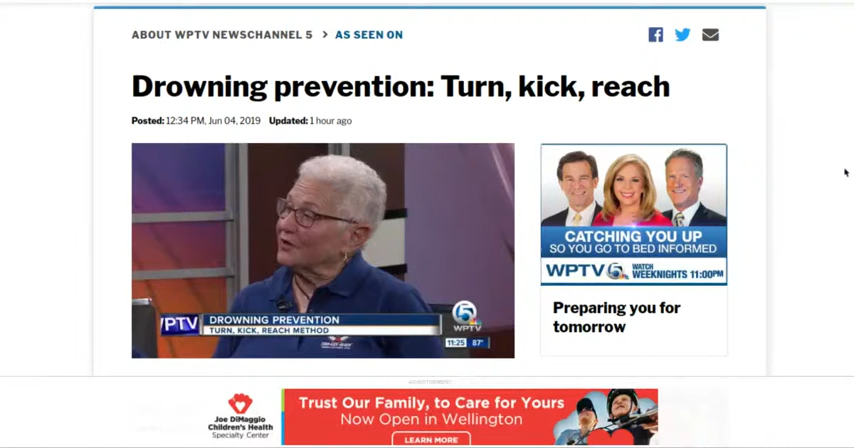 ABOUT WPTV NEWSCHANNEL 5 > AS SEEN ON
Drowning prevention: Turn, kick, reach
Posted: 12:34 PM, Jun 04, 2019 Updated: 1 hour ago
WPTV
DROWNING PREVENTION
TURN, KICK, REACH METHOD
5
WPTV
11:25 87°
CATCHING YOU UP
SO YOU GO TO BED INFORMED
WPTV 5 WATCH
WEEKNIGHTS 11:00PM
Preparing you for
tomorrow
ADVERTISEMENT
Joe DiMaggio
Children's Health
Specialty Center
Trust Our Family, to Care for Yours
Now Open in Wellington
LEARN MORE